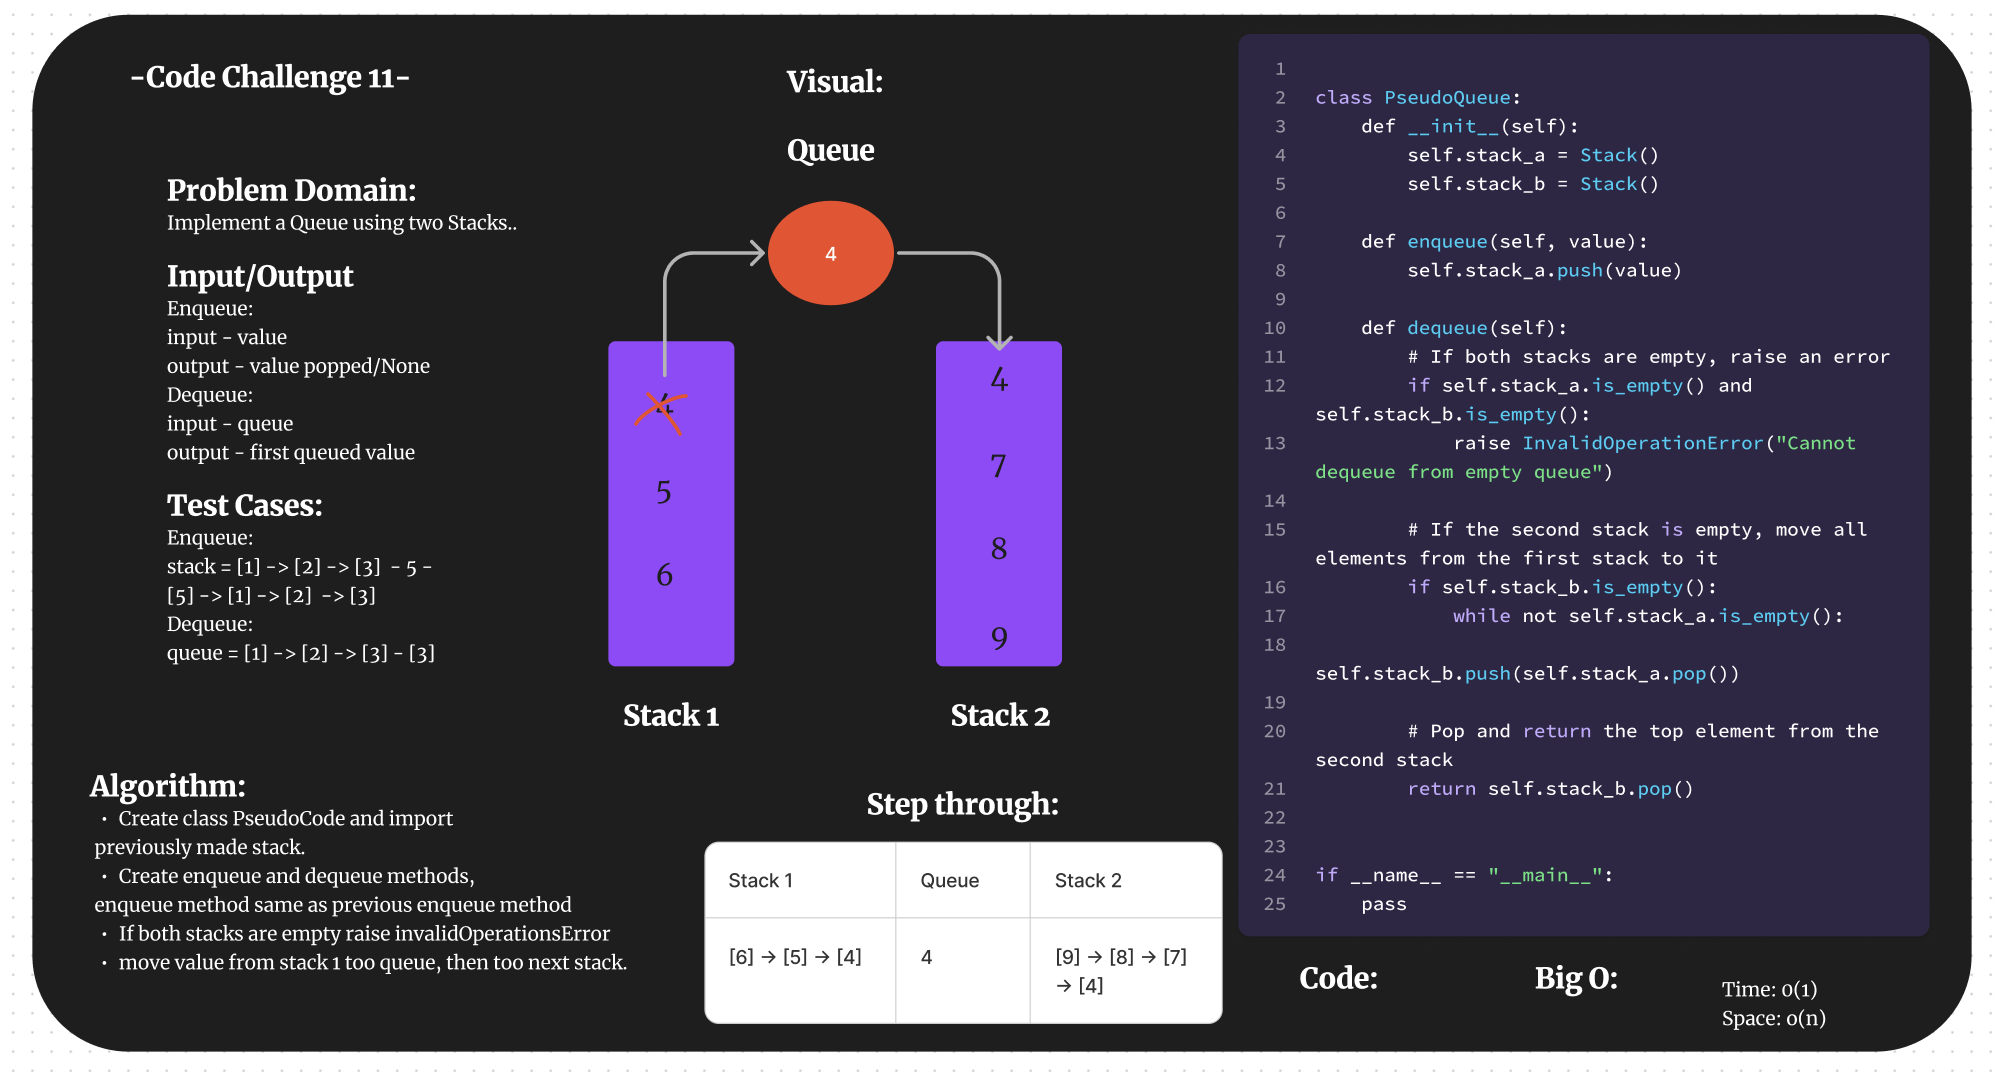 -Code Challenge 11-
Problem Domain:
Implement a Queue using two Stacks..
Input/Output
Enqueue:
input - value
output - value popped/None
Dequeue:
input - queue
output - first queued value
Test Cases:
Enqueue:
stack = [1] -> [2] -> [3]  - 5 -
[5] -> [1] -> [2]  -> [3]
Dequeue:
queue = [1] -> [2] -> [3] - [3]
Algorithm:
• Create class PseudoCode and import
previously made stack.
• Create enqueue and dequeue methods,
enqueue method same as previous enqueue method
• If both stacks are empty raise invalidOperationsError
• move value from stack 1 too queue, then too next stack.
Visual:
Queue
4
4
5
6
Stack 1
4
7
8
9
Stack 2
Step through:
Stack 1 Queue Stack 2
[6] → [5] → [4] 4 [9] → [8] → [7]
→ [4]
1
2 class PseudoQueue:
3     def __init__(self):
4         self.stack_a = Stack()
5         self.stack_b = Stack()
6
7     def enqueue(self, value):
8         self.stack_a.push(value)
9
10     def dequeue(self):
11         # If both stacks are empty, raise an error
12         if self.stack_a.is_empty() and
self.stack_b.is_empty():
13             raise InvalidOperationError("Cannot
dequeue from empty queue")
14
15         # If the second stack is empty, move all
elements from the first stack to it
16         if self.stack_b.is_empty():
17             while not self.stack_a.is_empty():
18
self.stack_b.push(self.stack_a.pop())
19
20         # Pop and return the top element from the
second stack
21         return self.stack_b.pop()
22
23
24 if __name__ == "__main__":
25     pass
Code:
Big O:
Time: 0(1)
Space: 0(n)